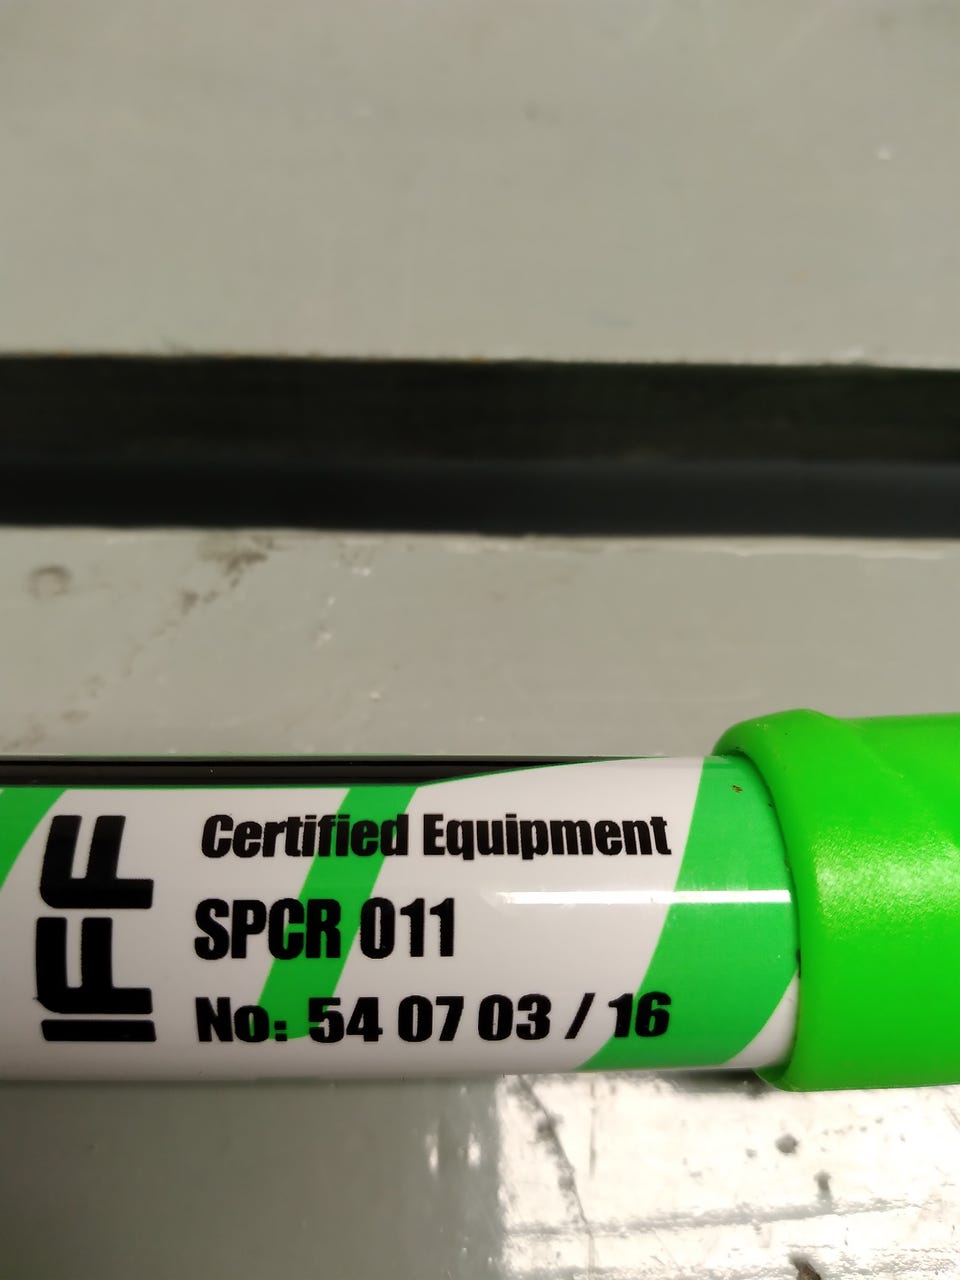 IFF
Certified Equipment
SPCR 011
No: 54 07 03 / 16